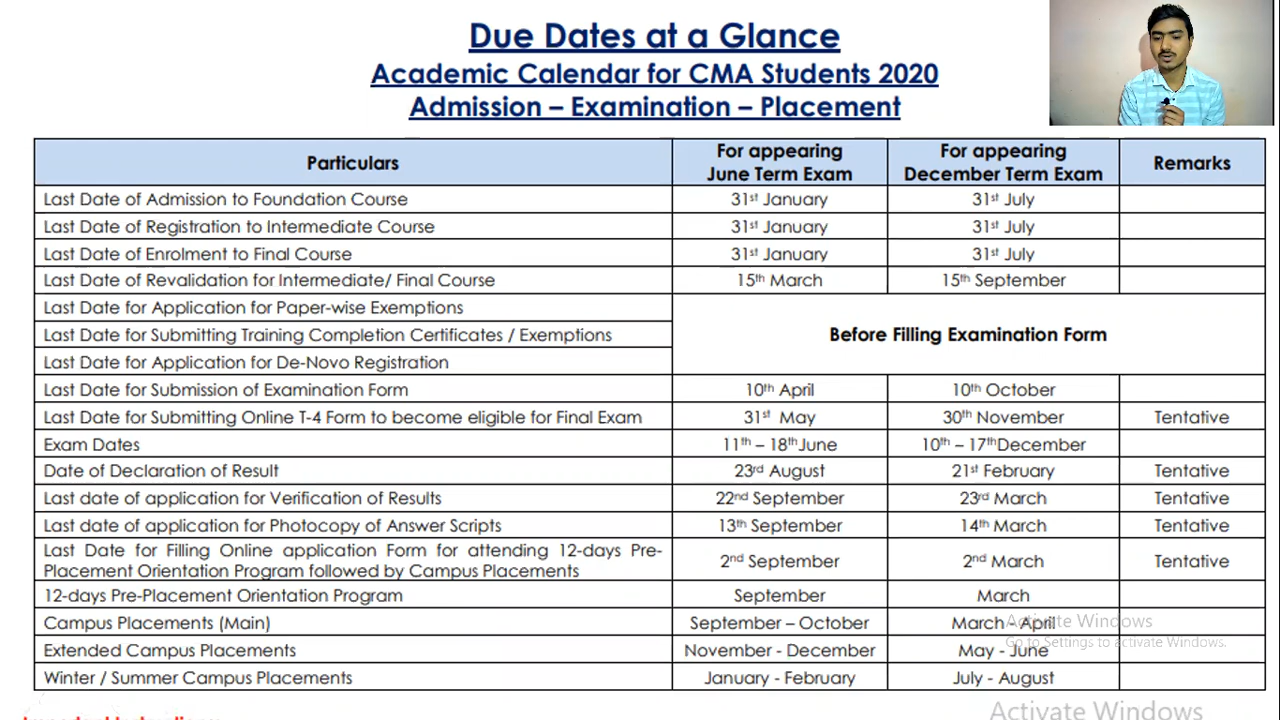 Due Dates at a Glance
Academic Calendar for CMA Students 2020
Admission – Examination – Placement
Particulars For appearing June Term Exam For appearing December Term Exam Remarks
Last Date of Admission to Foundation Course 31st January 31st July
Last Date of Registration to Intermediate Course 31st January 31st July
Last Date of Enrolment to Final Course 31st January 31st July
Last Date of Revalidation for Intermediate/ Final Course 15th March 15th September
Last Date for Application for Paper-wise Exemptions
Last Date for Submitting Training Completion Certificates / Exemptions Before Filling Examination Form
Last Date for Application for De-Novo Registration
Last Date for Submission of Examination Form 10th April 10th October
Last Date for Submitting Online T-4 Form to become eligible for Final Exam 31st May 30th November Tentative
Exam Dates 11th – 18th June 10th – 17th December
Date of Declaration of Result 23rd August 21st February Tentative
Last date of application for Verification of Results 22nd September 23rd March Tentative
Last date of application for Photocopy of Answer Scripts 13th September 14th March Tentative
Last Date for Filling Online application Form for attending 12-days Pre-
Placement Orientation Program followed by Campus Placements 2nd September 2nd March Tentative
12-days Pre-Placement Orientation Program September March
Campus Placements (Main) September – October March - April
Activate Windows
Go to Settings to activate Windows.
Extended Campus Placements November - December May - June
Winter / Summer Campus Placements January - February July - August
Activate Windows